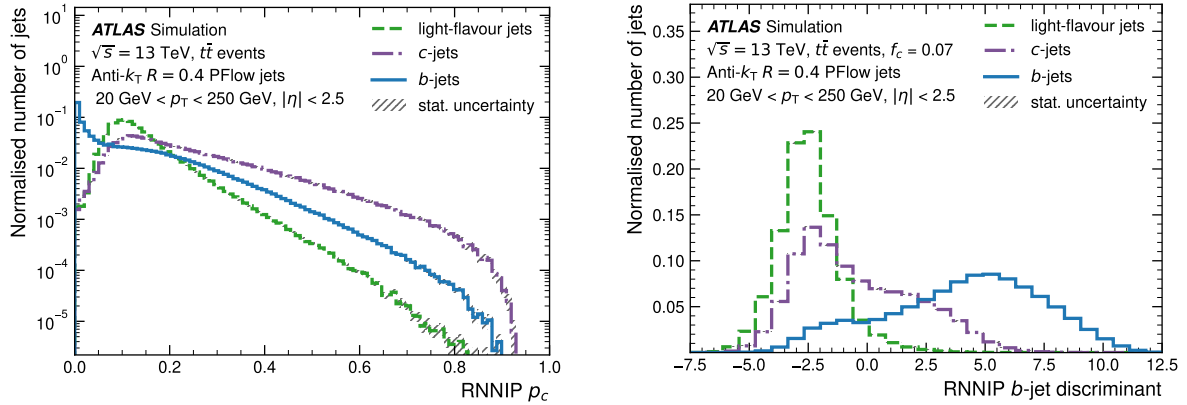 ATLAS Simulation
√s = 13 TeV, tt̄ events
Anti-kT R = 0.4 PFlow jets
20 GeV < pT < 250 GeV, |η| < 2.5
light-flavour jets
c-jets
b-jets
stat. uncertainty
Normalised number of jets
10¹
10⁰
10⁻¹
10⁻²
10⁻³
10⁻⁴
10⁻⁵
0.0 0.2 0.4 0.6 0.8 1.0
RNNIP pc
ATLAS Simulation
√s = 13 TeV, tt̄ events, fc = 0.07
Anti-kT R = 0.4 PFlow jets
20 GeV < pT < 250 GeV, |η| < 2.5
light-flavour jets
c-jets
b-jets
stat. uncertainty
Normalised number of jets
0.35
0.30
0.25
0.20
0.15
0.10
0.05
−7.5 −5.0 −2.5 0.0 2.5 5.0 7.5 10.0 12.5
RNNIP b-jet discriminant